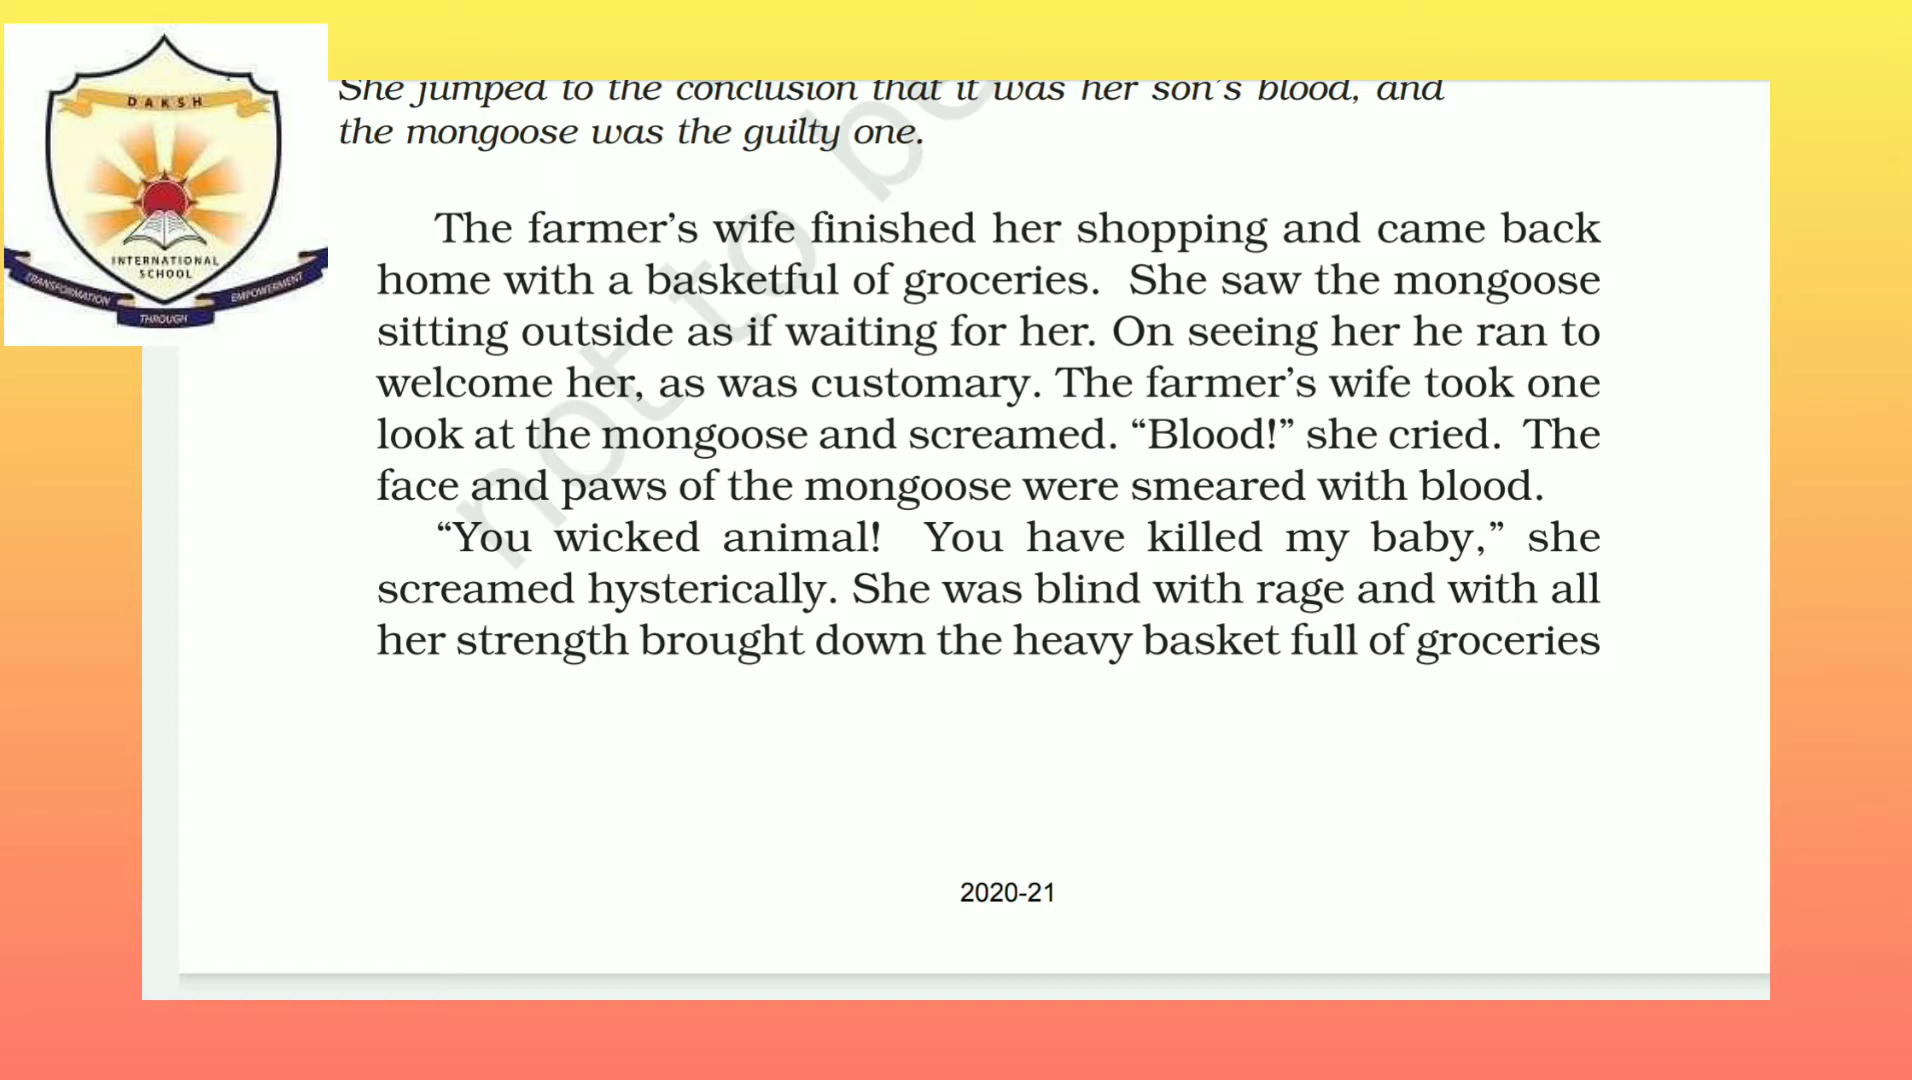 DAKSH
INTERNATIONAL
SCHOOL
TRANSFORMATION
THROUGH
EMPOWERMENT
She jumped to the conclusion that it was her son's blood, and
the mongoose was the guilty one.
The farmer’s wife finished her shopping and came back
home with a basketful of groceries. She saw the mongoose
sitting outside as if waiting for her. On seeing her he ran to
welcome her, as was customary. The farmer’s wife took one
look at the mongoose and screamed. “Blood!” she cried. The
face and paws of the mongoose were smeared with blood.
“You wicked animal! You have killed my baby,” she
screamed hysterically. She was blind with rage and with all
her strength brought down the heavy basket full of groceries
not to be
2020-21